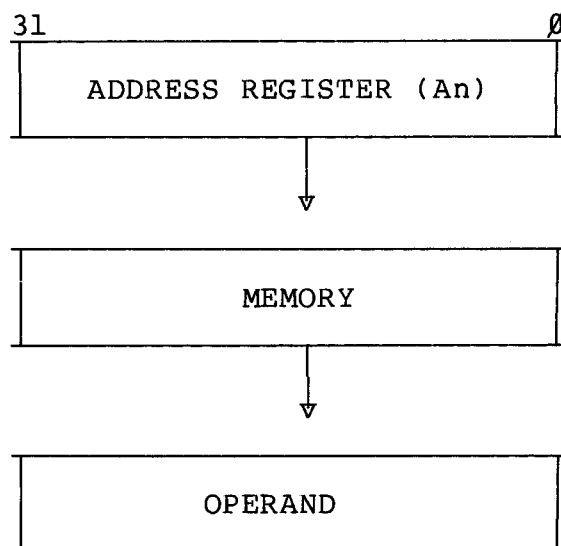 31 Ø
ADDRESS REGISTER (An)
MEMORY
OPERAND